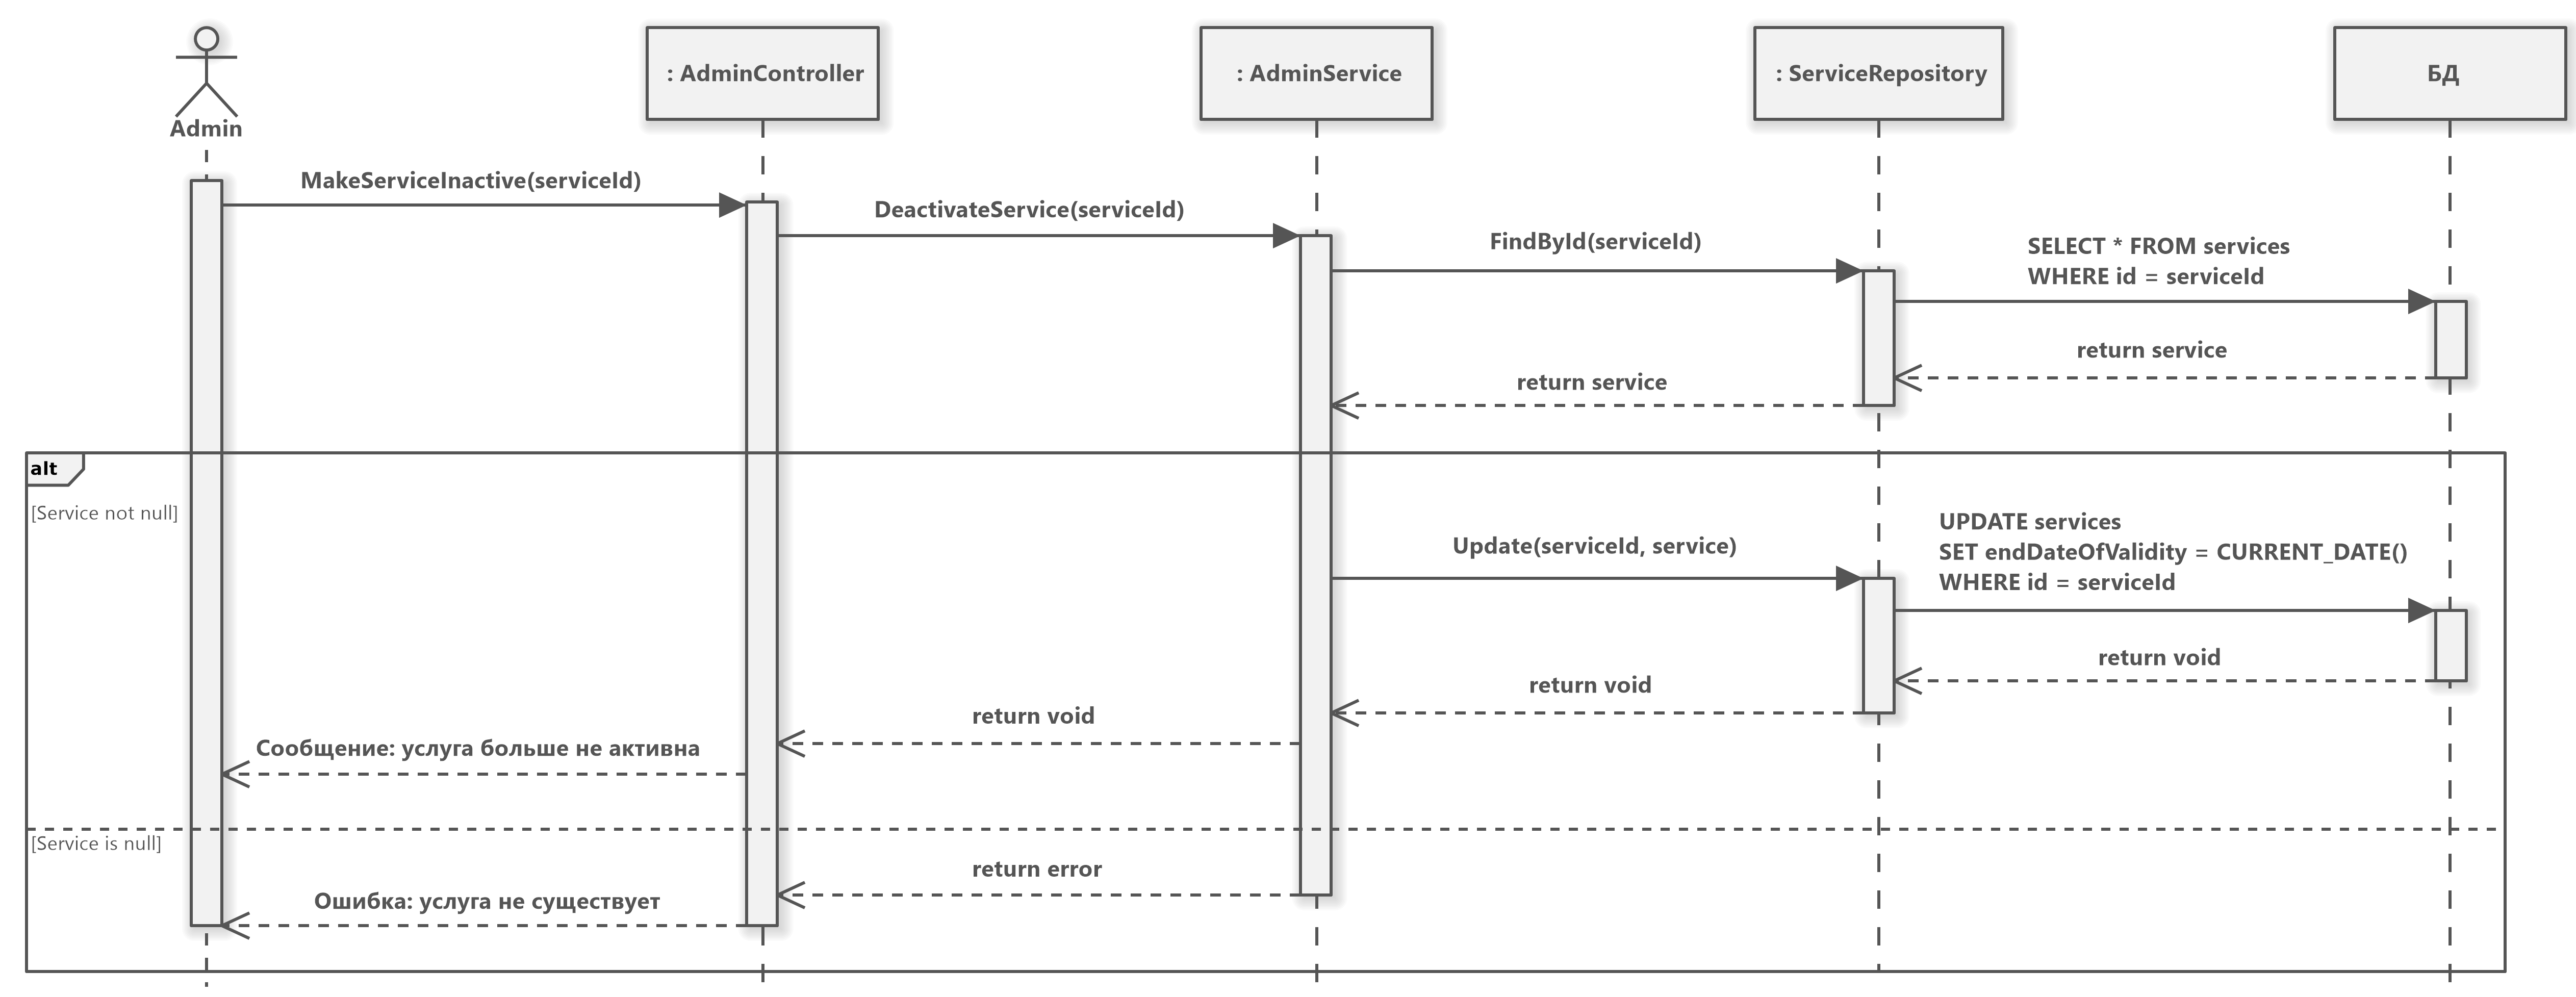 Admin
: AdminController
: AdminService
: ServiceRepository
БД
MakeServiceInactive(serviceId)
DeactivateService(serviceId)
FindById(serviceId)
SELECT * FROM services
WHERE id = serviceId
return service
return service
alt
[Service not null]
Update(serviceId, service)
UPDATE services
SET endDateOfValidity = CURRENT_DATE()
WHERE id = serviceId
return void
return void
return void
Сообщение: услуга больше не активна
[Service is null]
return error
Ошибка: услуга не существует